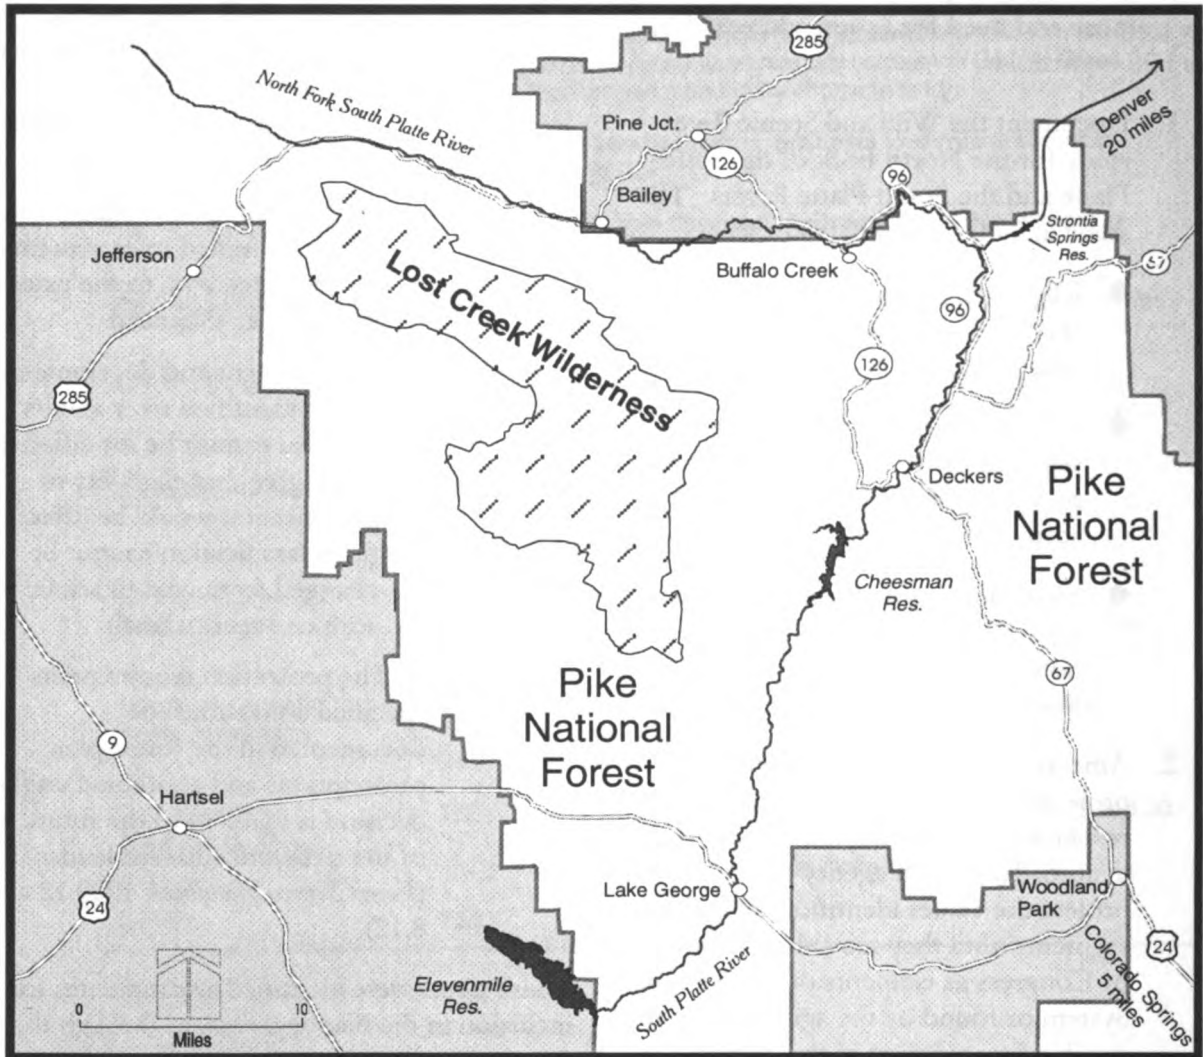 285
Denver
20 miles
North Fork South Platte River
Pine Jct.
126
96
Bailey
Strontia
Springs
Res.
67
Jefferson
Buffalo Creek
Lost Creek Wilderness
96
126
285
Deckers
Pike
National
Forest
Cheesman
Res.
Pike
National
Forest
67
9
Hartsel
Lake George
Woodland
Park
24
24
Colorado Springs
5 miles
Elevenmile
Res.
South Platte River
0
10
Miles